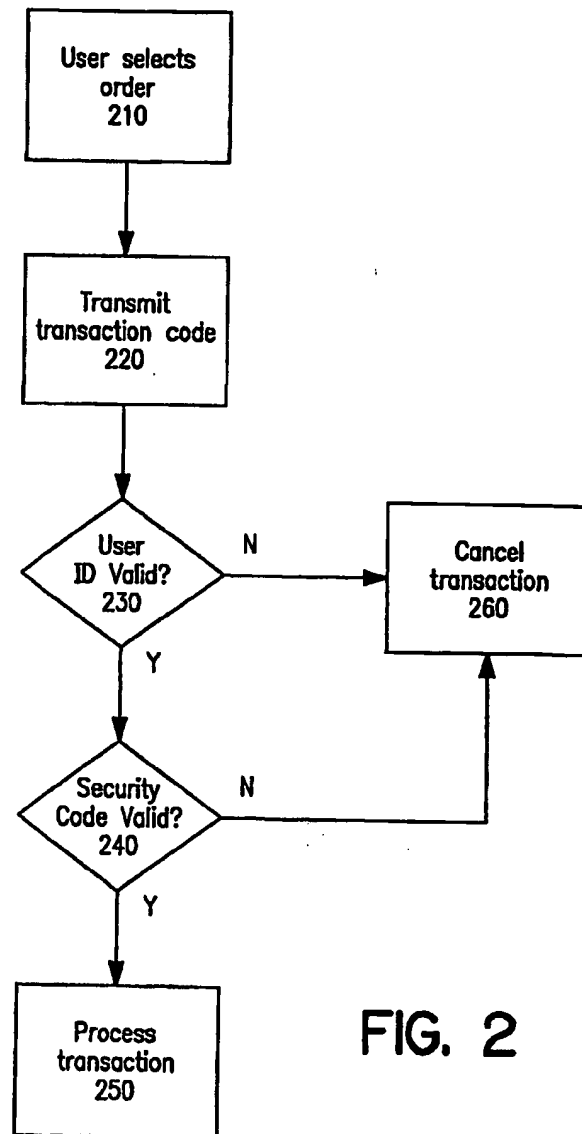 User selects
order
210
Transmit
transaction code
220
User
ID Valid?
230
N
Cancel
transaction
260
Y
Security
Code Valid?
240
N
Y
Process
transaction
250
FIG. 2